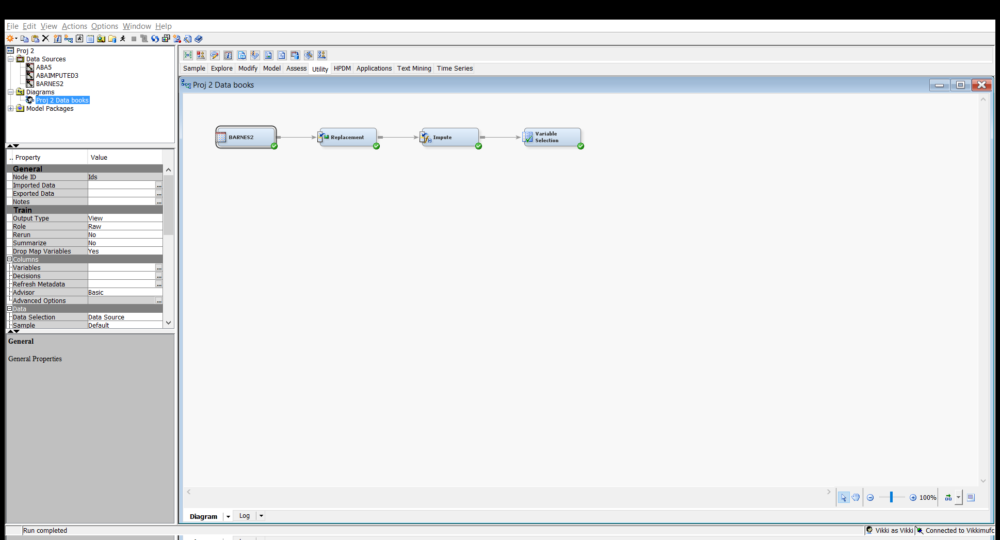 File Edit View Actions Options Window Help
Proj 2
Data Sources
ABA5
ABAIMPUTED3
BARNES2
Diagrams
Proj 2 Data books
Model Packages
.. Property Value
General
Node ID Ids
Imported Data ...
Exported Data ...
Notes ...
Train
Output Type View
Role Raw
Rerun No
Summarize No
Drop Map Variables Yes
Columns
Variables ...
Decisions ...
Refresh Metadata ...
Advisor Basic
Advanced Options ...
Data
Data Selection Data Source
Sample Default
General
General Properties
Sample Explore Modify Model Assess Utility HPDM Applications Text Mining Time Series
Proj 2 Data books
BARNES2
Replacement
Impute
Variable
Selection
100%
Diagram Log
Run completed
Vikki as Vikki Connected to Vikkimufc